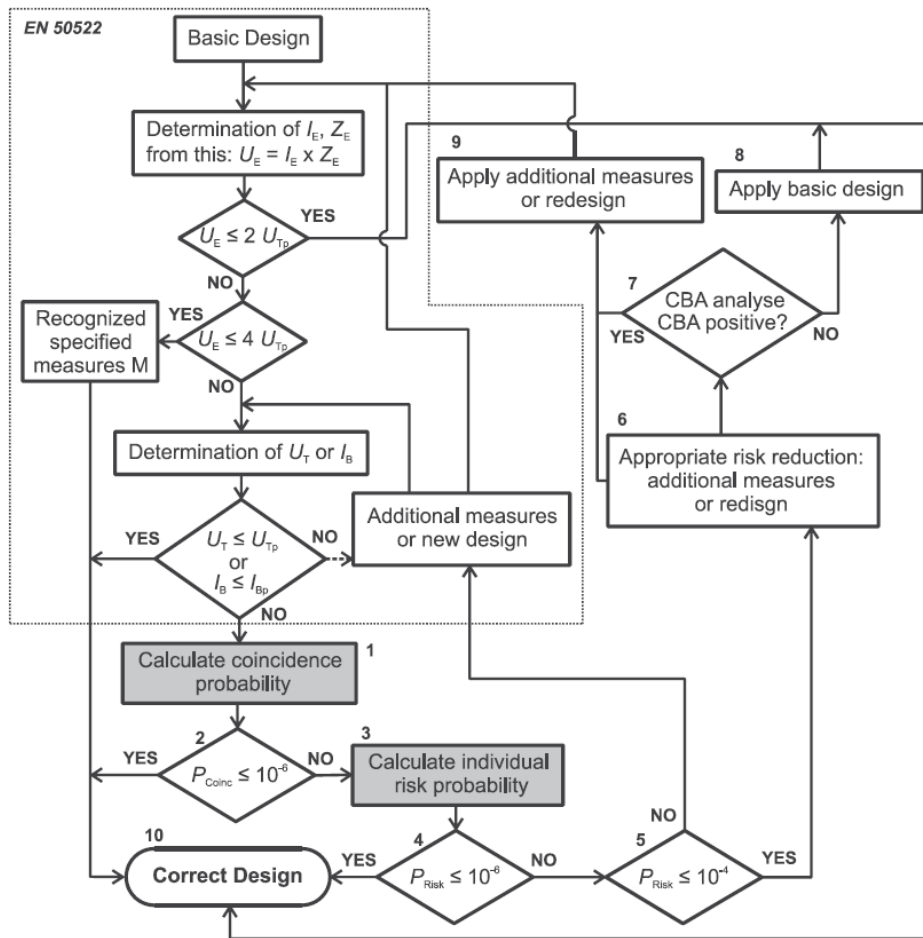 EN 50522
Basic Design
Determination of I_E, Z_E
from this: U_E = I_E x Z_E
9
Apply additional measures
or redesign
8
Apply basic design
YES
U_E ≤ 2 U_Tp
NO
7
CBA analyse
CBA positive?
YES
NO
Recognized
specified
measures M
YES
U_E ≤ 4 U_Tp
NO
6
Appropriate risk reduction:
additional measures
or redisgn
Determination of U_T or I_B
YES
U_T ≤ U_Tp
or
I_B ≤ I_Bp
NO
Additional measures
or new design
NO
1
Calculate coincidence
probability
2
YES
P_Coinc ≤ 10⁻⁶
NO
3
Calculate individual
risk probability
NO
10
Correct Design
YES
4
P_Risk ≤ 10⁻⁶
NO
5
P_Risk ≤ 10⁻⁴
YES